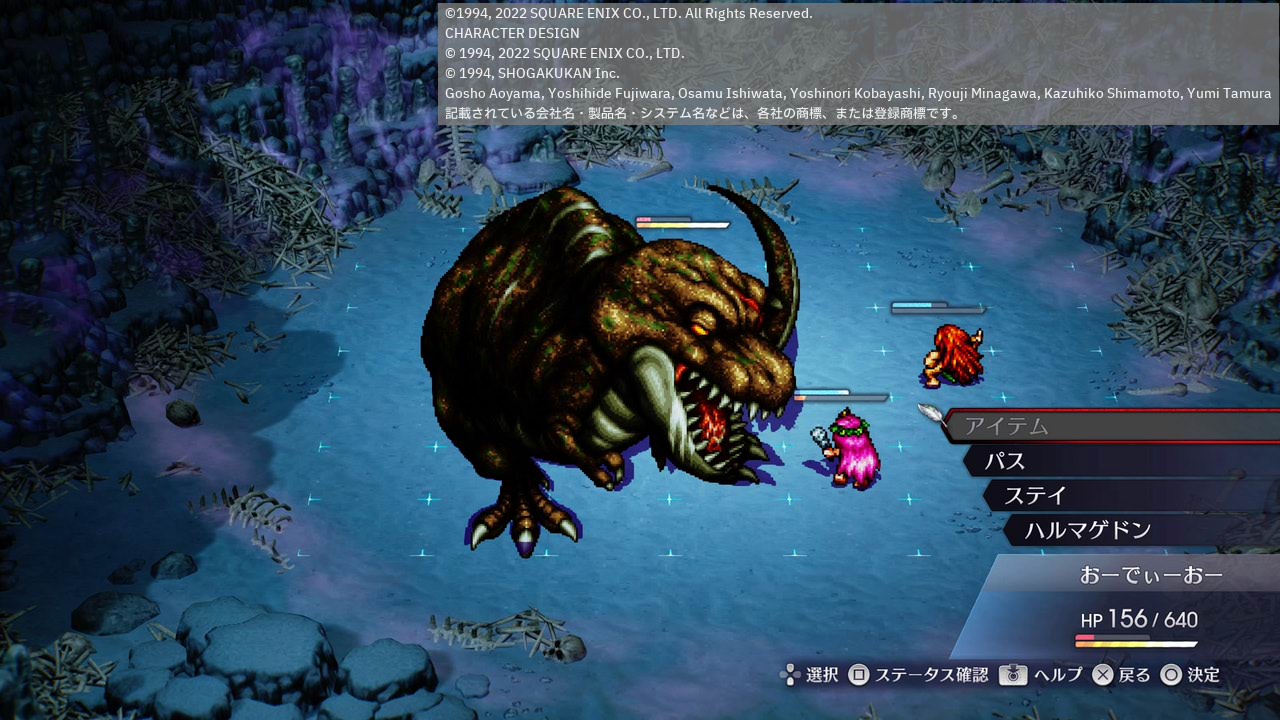 ©1994, 2022 SQUARE ENIX CO., LTD. All Rights Reserved.
CHARACTER DESIGN
© 1994, 2022 SQUARE ENIX CO., LTD.
© 1994, SHOGAKUKAN Inc.
Gosho Aoyama, Yoshihide Fujiwara, Osamu Ishiwata, Yoshinori Kobayashi, Ryouji Minagawa, Kazuhiko Shimamoto, Yumi Tamura
記載されている会社名・製品名・システム名などは、各社の商標、または登録商標です。
アイテム
パス
ステイ
ハルマゲドン
おーでぃーおー
HP 156 / 640
選択 ステータス確認 ヘルプ 戻る 決定